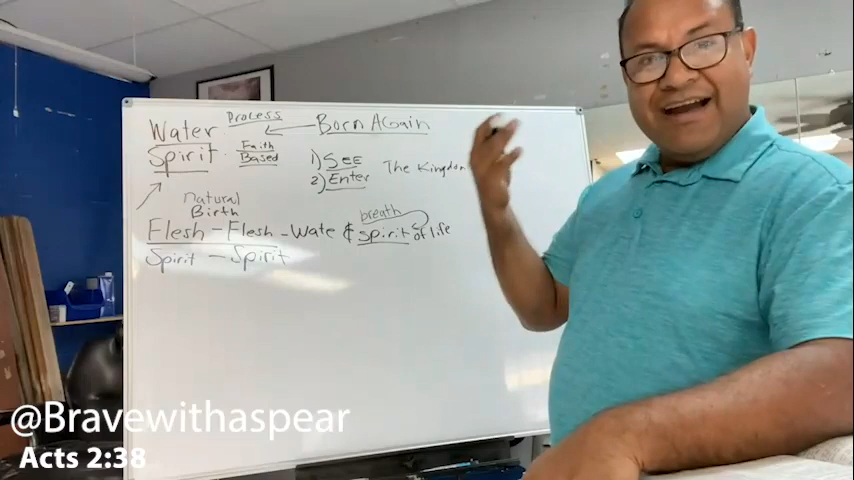 Process
Water
Born Again
Spirit
Faith
Based
1) SEE
The Kingdom
2) Enter
natural
Birth
breath
Flesh - Flesh - Wate & spirit of life
Spirit - Spirit
@Bravewithaspear
Acts 2:38